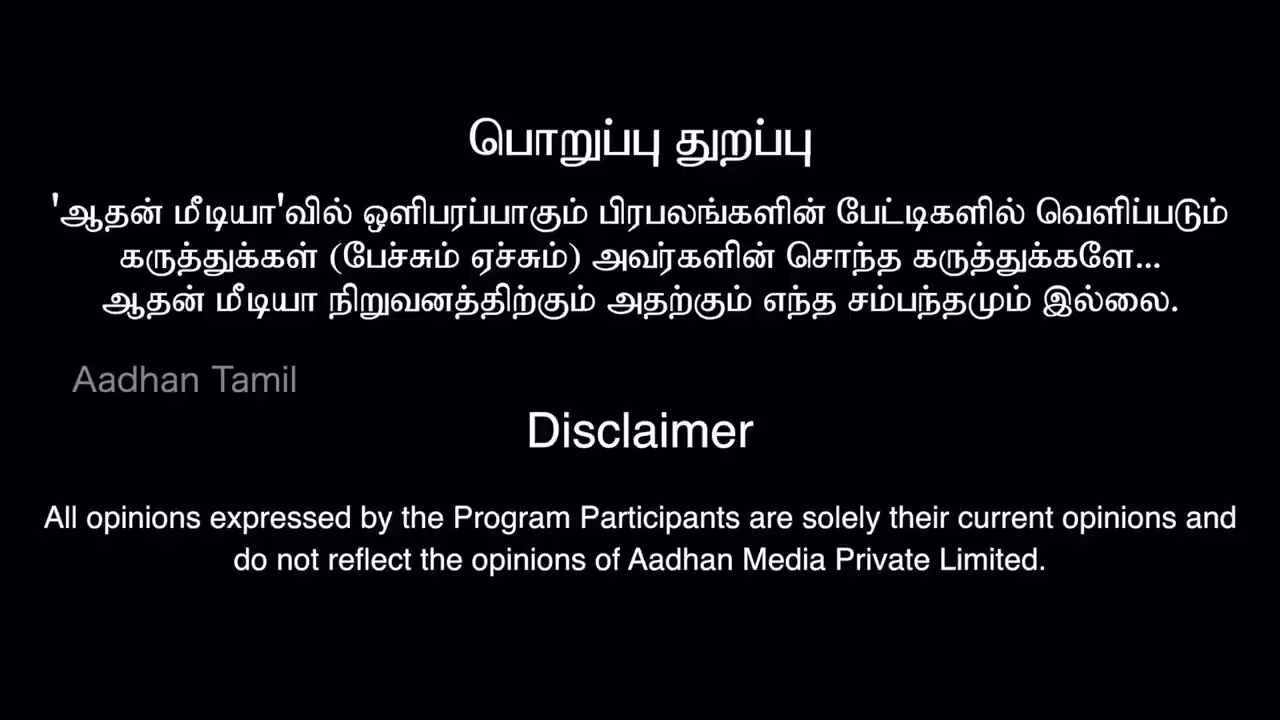 பொறுப்பு துறப்பு
'ஆதன் மீடியா'வில் ஒளிபரப்பாகும் பிரபலங்களின் பேட்டிகளில் வெளிப்படும்
கருத்துக்கள் (பேச்சும் ஏச்சும்) அவர்களின் சொந்த கருத்துக்களே...
ஆதன் மீடியா நிறுவனத்திற்கும் அதற்கும் எந்த சம்பந்தமும் இல்லை.
Aadhan Tamil
Disclaimer
All opinions expressed by the Program Participants are solely their current opinions and
do not reflect the opinions of Aadhan Media Private Limited.